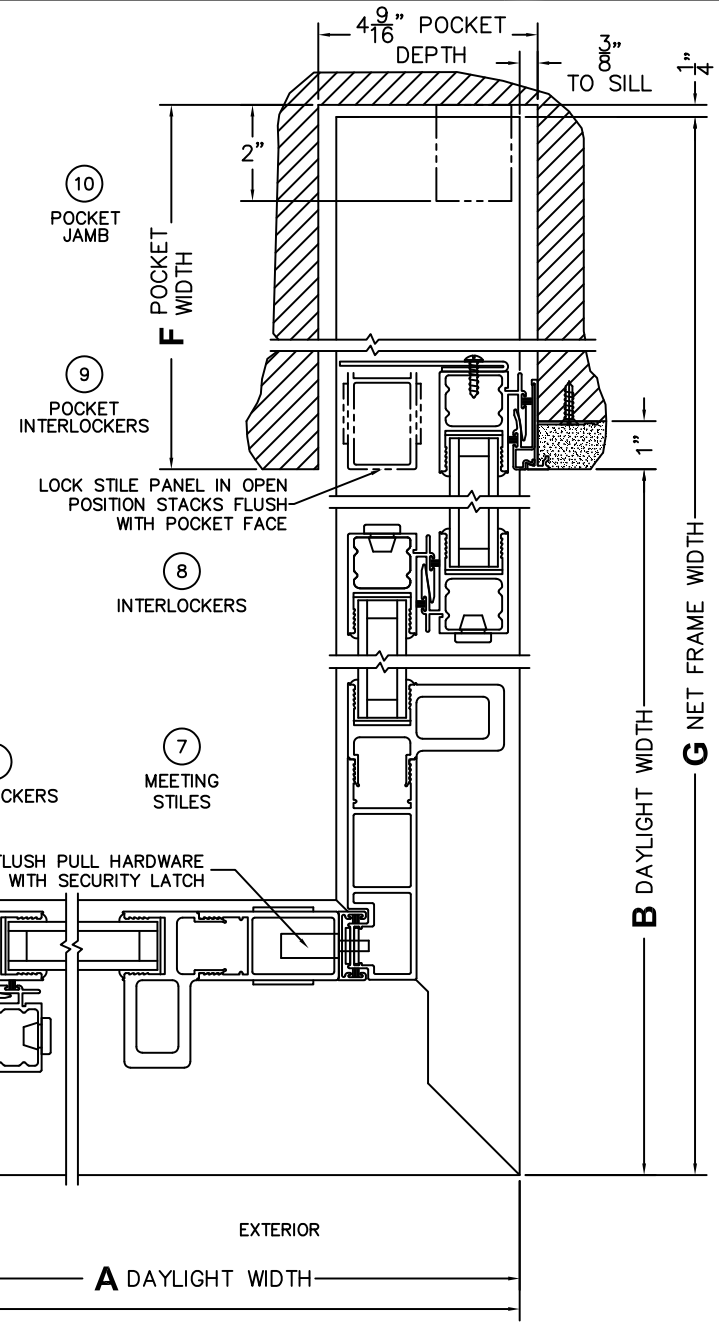 4 9/16" POCKET
DEPTH
3/8"
TO SILL
1/4
2"
10
POCKET
JAMB
F POCKET
WIDTH
9
POCKET
INTERLOCKERS
1"
LOCK STILE PANEL IN OPEN
POSITION STACKS FLUSH
WITH POCKET FACE
8
INTERLOCKERS
G NET FRAME WIDTH
B DAYLIGHT WIDTH
7
MEETING
STILES
CKERS
FLUSH PULL HARDWARE
WITH SECURITY LATCH
EXTERIOR
A DAYLIGHT WIDTH